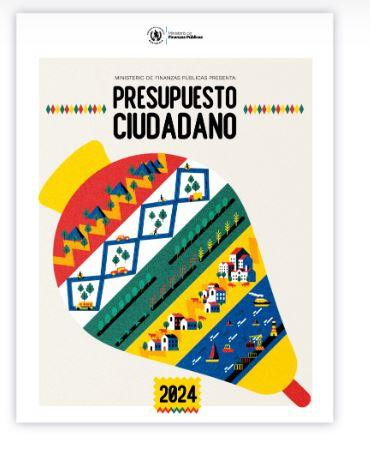 Ministerio de
Finanzas Públicas
MINISTERIO DE FINANZAS PÚBLICAS PRESENTA:
PRESUPUESTO
CIUDADANO
2024